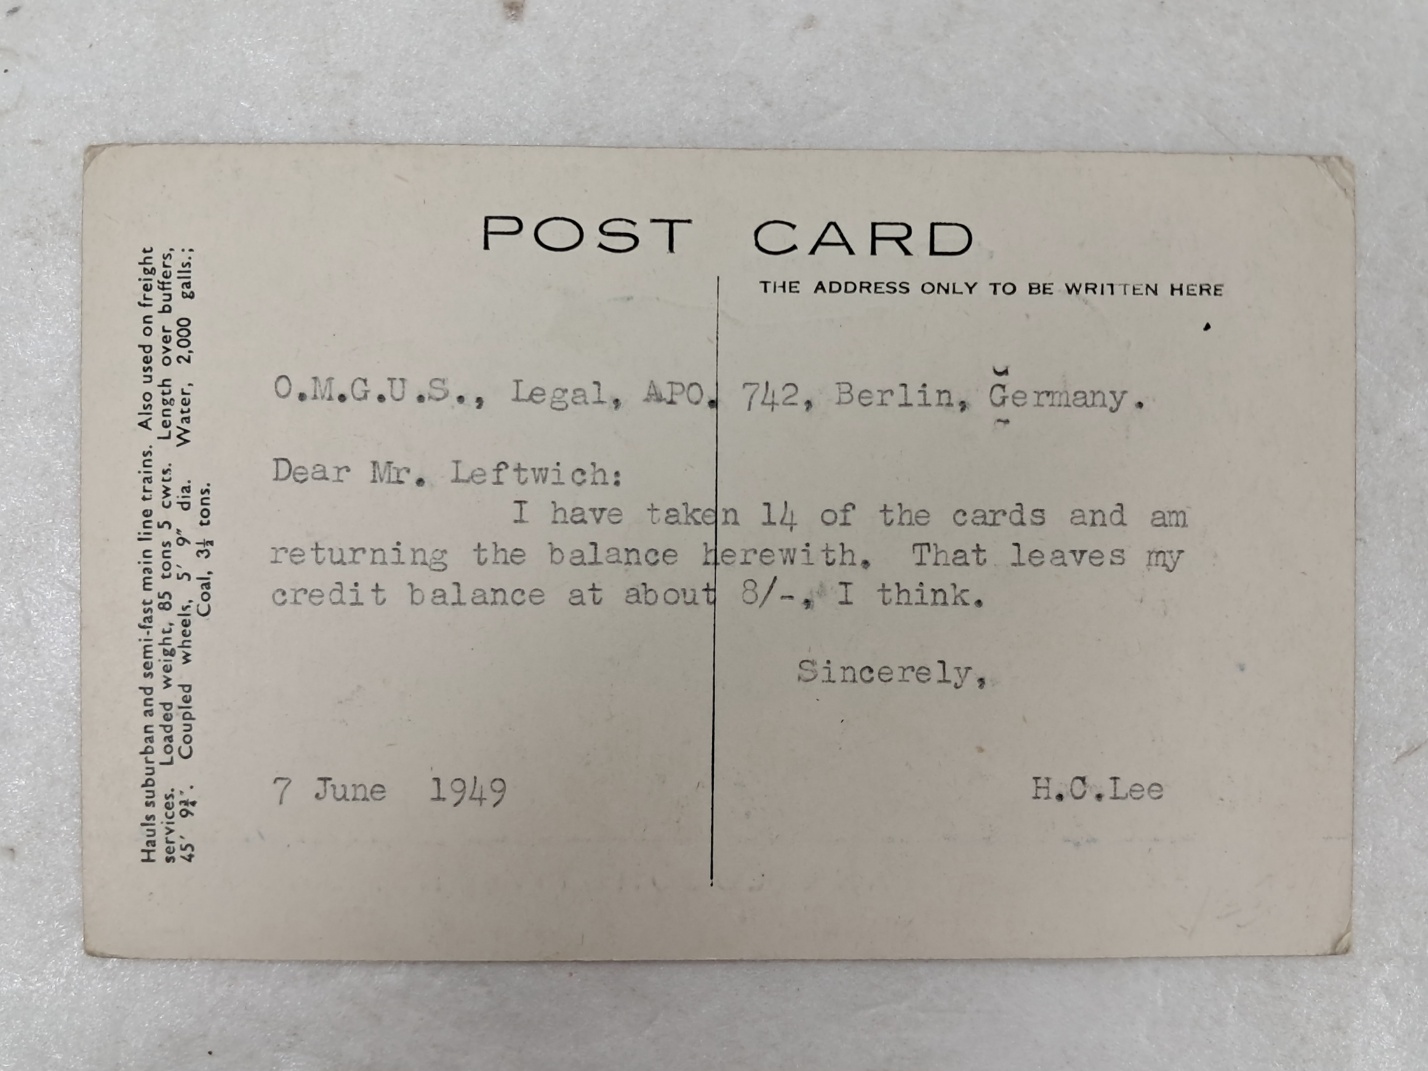 POST CARD
THE ADDRESS ONLY TO BE WRITTEN HERE
Hauls suburban and semi-fast main line trains. Also used on freight
services. Loaded weight, 85 tons 5 cwts. Length over buffers,
45′ 9¾″. Coupled wheels, 5′ 9″ dia. Water, 2,000 galls.;
Coal, 3½ tons.
O.M.G.U.S., Legal, APO. 742, Berlin, Germany.
Dear Mr. Leftwich:
I have taken 14 of the cards and am
returning the balance herewith. That leaves my
credit balance at about 8/-, I think.
Sincerely,
7 June 1949 H.C.Lee